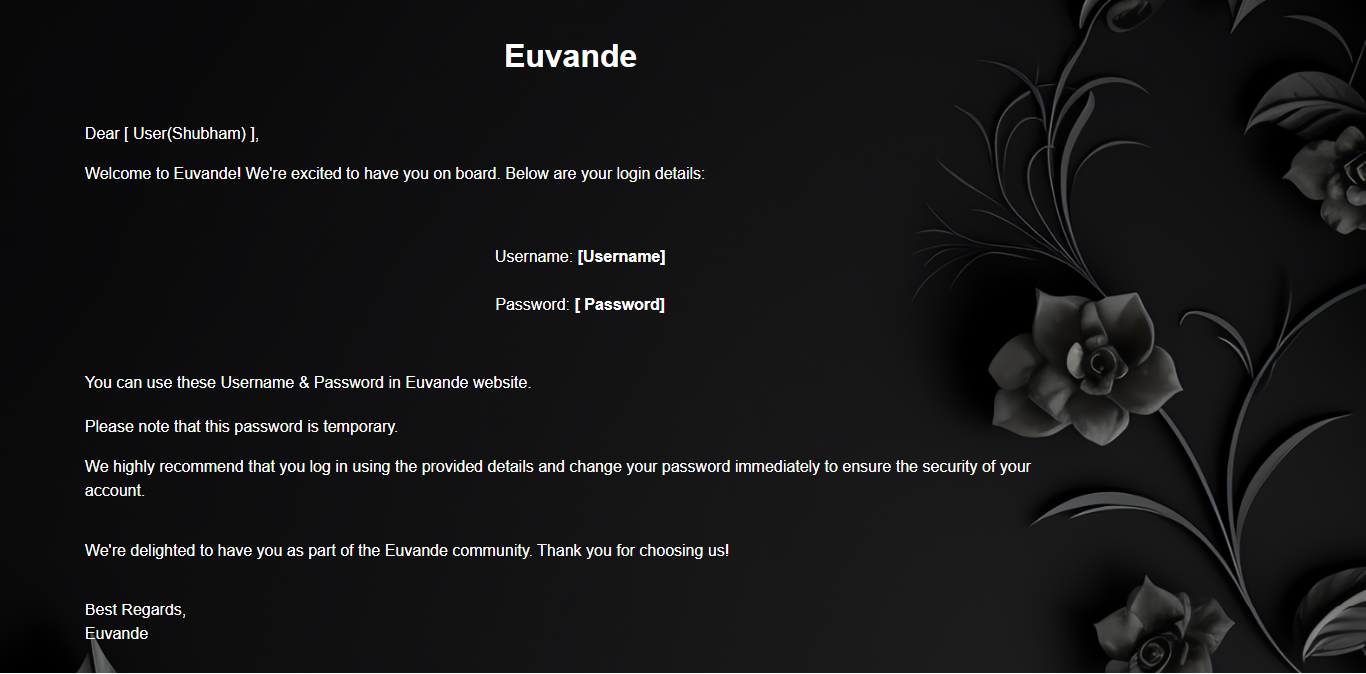 Euvande
Dear [ User(Shubham) ],
Welcome to Euvande! We're excited to have you on board. Below are your login details:
Username: [Username]
Password: [ Password]
You can use these Username & Password in Euvande website.
Please note that this password is temporary.
We highly recommend that you log in using the provided details and change your password immediately to ensure the security of your
account.
We're delighted to have you as part of the Euvande community. Thank you for choosing us!
Best Regards,
Euvande